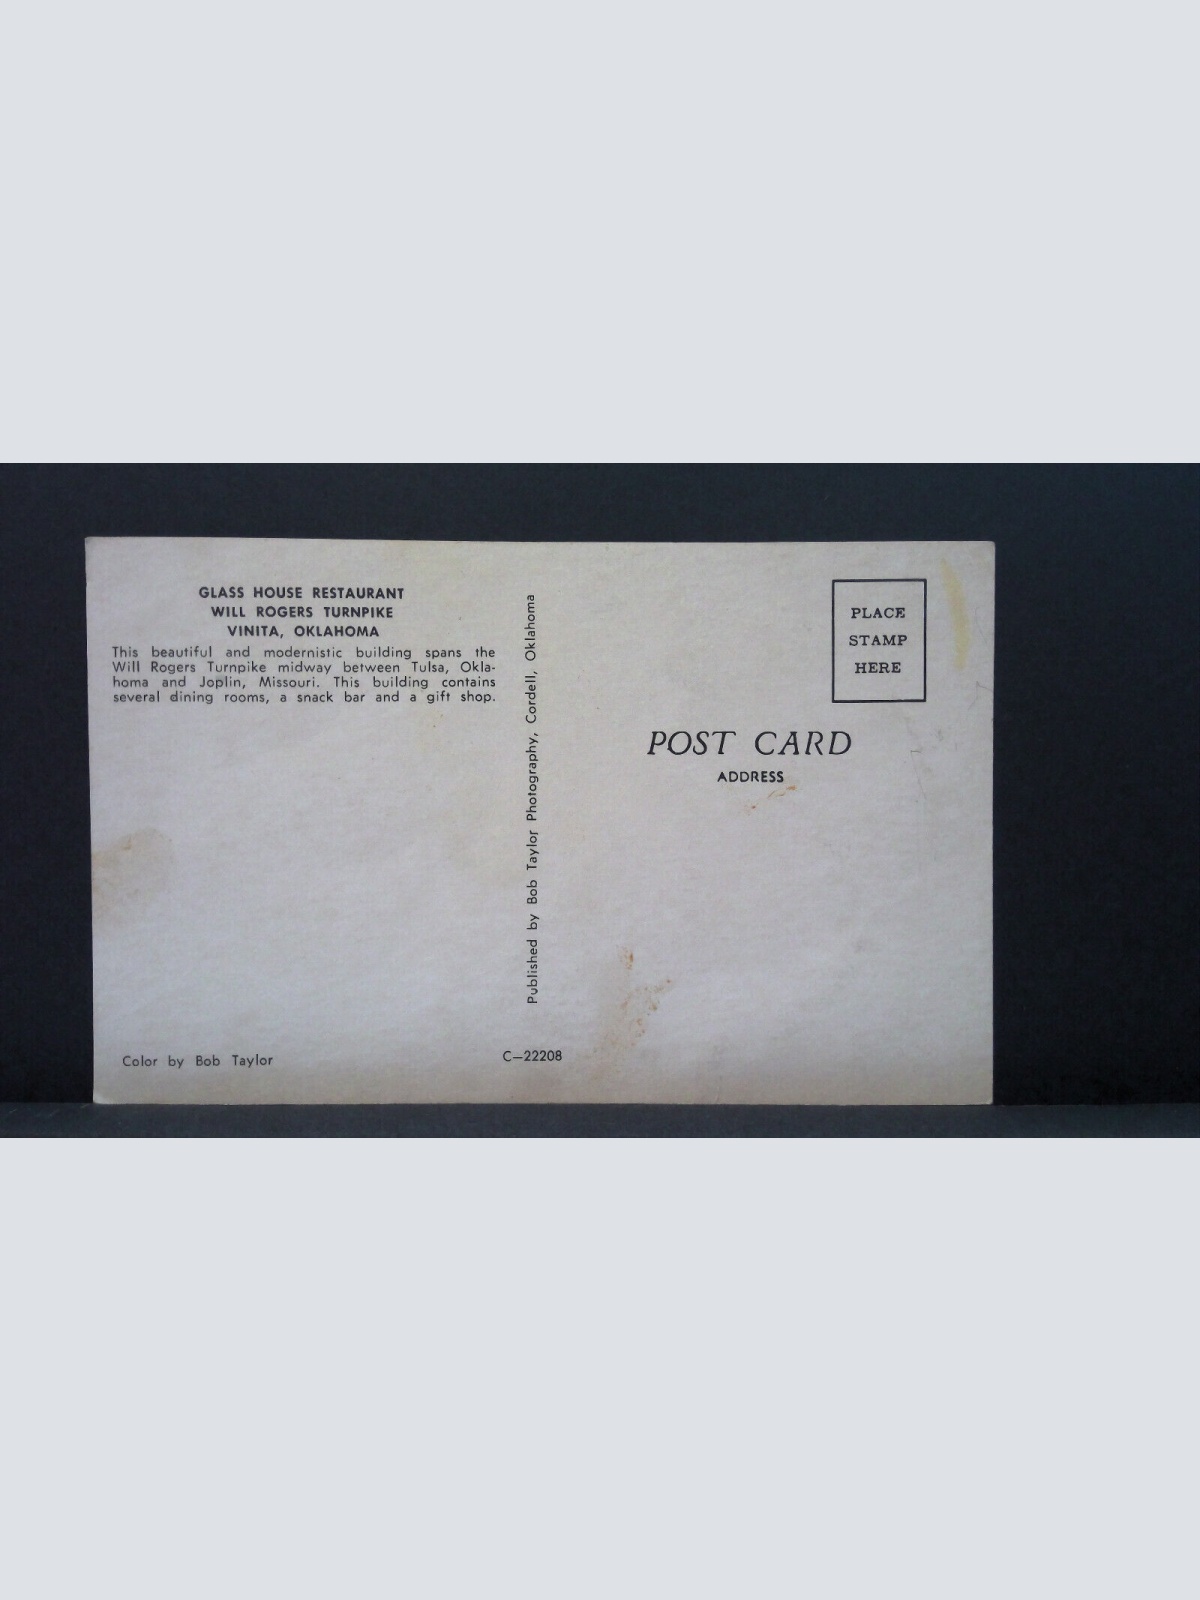 GLASS HOUSE RESTAURANT
WILL ROGERS TURNPIKE
VINITA, OKLAHOMA
This beautiful and modernistic building spans the
Will Rogers Turnpike midway between Tulsa, Okla-
homa and Joplin, Missouri. This building contains
several dining rooms, a snack bar and a gift shop.
Color by Bob Taylor
Published by Bob Taylor Photography, Cordell, Oklahoma
C-22208
PLACE
STAMP
HERE
POST CARD
ADDRESS